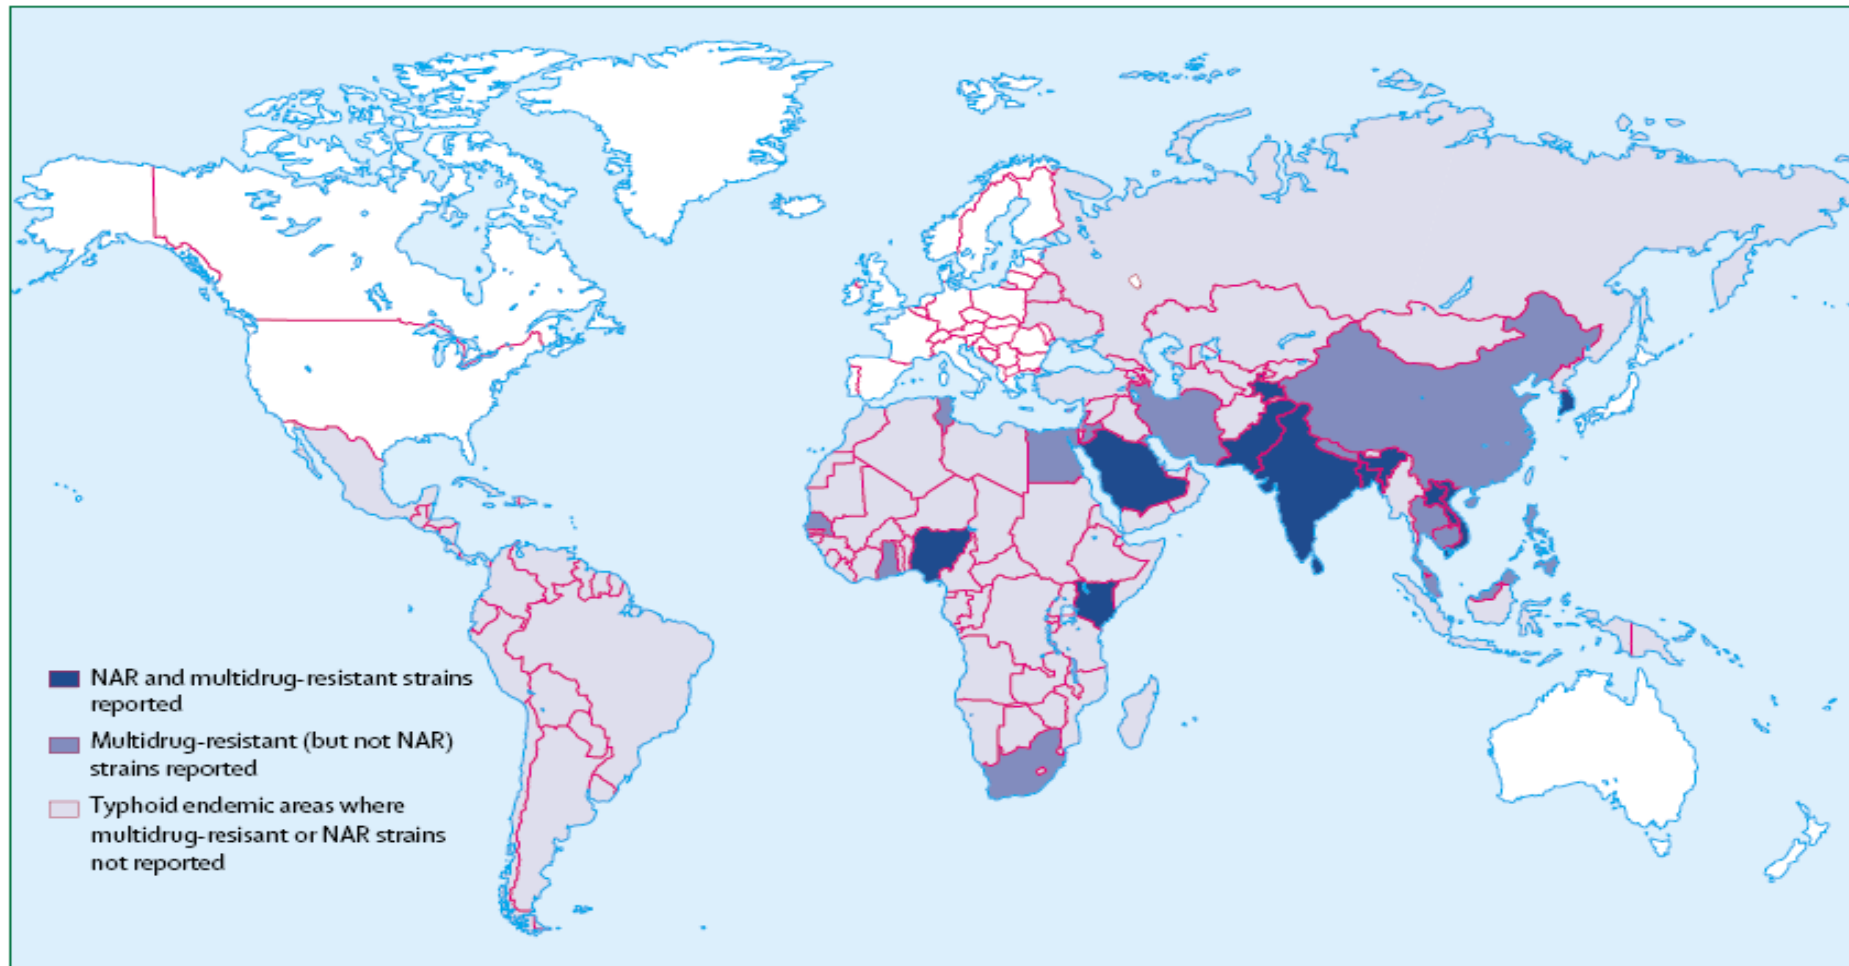 NAR and multidrug-resistant strains
reported
Multidrug-resistant (but not NAR)
strains reported
Typhoid endemic areas where
multidrug-resisant or NAR strains
not reported